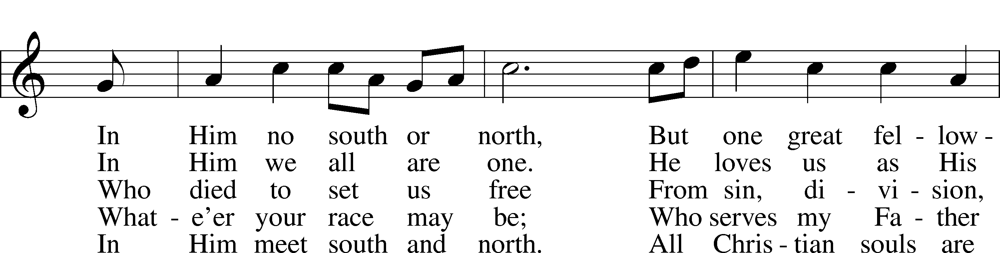 In Him no south or north, But one great fel - low -
In Him we all are one. He loves us as His
Who died to set us free From sin, di - vi - sion,
What - e’er your race may be; Who serves my Fa - ther
In Him meet south and north. All Chris - tian souls are